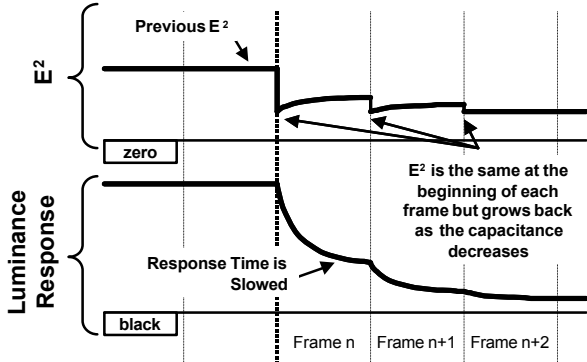 Previous E²
E²
zero
E² is the same at the
beginning of each
frame but grows back
as the capacitance
decreases
Luminance
Response
Response Time is
Slowed
black
Frame n
Frame n+1
Frame n+2